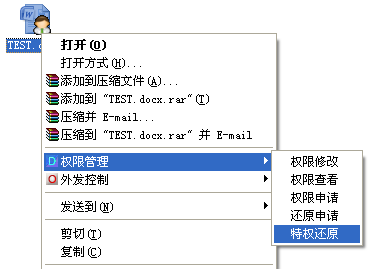 TEST.d
打开(O)
打开方式(H)...
添加到压缩文件(A)...
添加到 "TEST.docx.rar"(T)
压缩并 E-mail...
压缩到 "TEST.docx.rar" 并 E-mail
权限管理
外发控制
发送到(N)
剪切(T)
复制(C)
权限修改
权限查看
权限申请
还原申请
特权还原